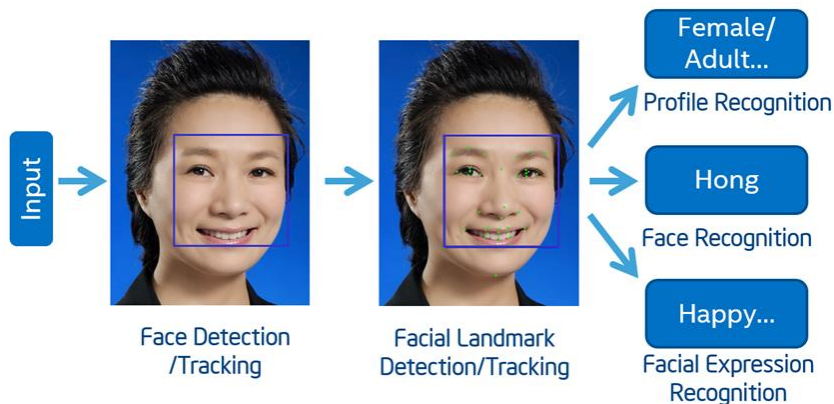 Input
Face Detection
/Tracking
Facial Landmark
Detection/Tracking
Female/
Adult...
Profile Recognition
Hong
Face Recognition
Happy...
Facial Expression
Recognition